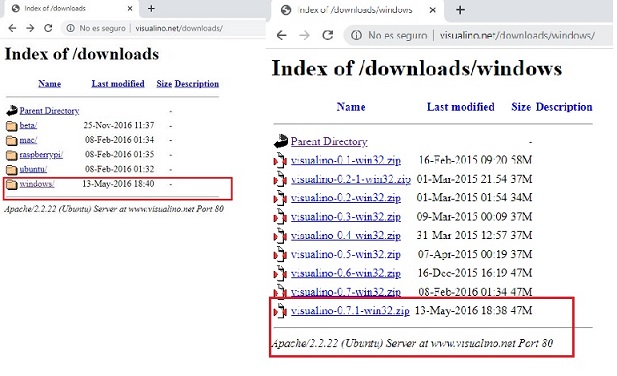 Index of /downloads
No es seguro | visualino.net/downloads/
Index of /downloads
Name Last modified Size Description
Parent Directory -
beta/ 25-Nov-2016 11:37 -
mac/ 08-Feb-2016 01:34 -
raspberrypi/ 08-Feb-2016 01:35 -
ubuntu/ 08-Feb-2016 01:32 -
windows/ 13-May-2016 18:40 -
Apache/2.2.22 (Ubuntu) Server at www.visualino.net Port 80
Index of /downloads/windows
No es seguro | visualino.net/downloads/windows/
Index of /downloads/windows
Name Last modified Size Description
Parent Directory -
visualino-0.1-win32.zip 16-Feb-2015 09:20 58M
visualino-0.2-1-win32.zip 01-Mar-2015 21:54 37M
visualino-0.2-win32.zip 01-Mar-2015 01:54 34M
visualino-0.3-win32.zip 09-Mar-2015 00:09 37M
visualino-0.4-win32.zip 31-Mar-2015 12:57 37M
visualino-0.5-win32.zip 07-Apr-2015 00:19 37M
visualino-0.6-win32.zip 16-Dec-2015 16:19 47M
visualino-0.7-win32.zip 08-Feb-2016 01:34 47M
visualino-0.7.1-win32.zip 13-May-2016 18:38 47M
Apache/2.2.22 (Ubuntu) Server at www.visualino.net Port 80